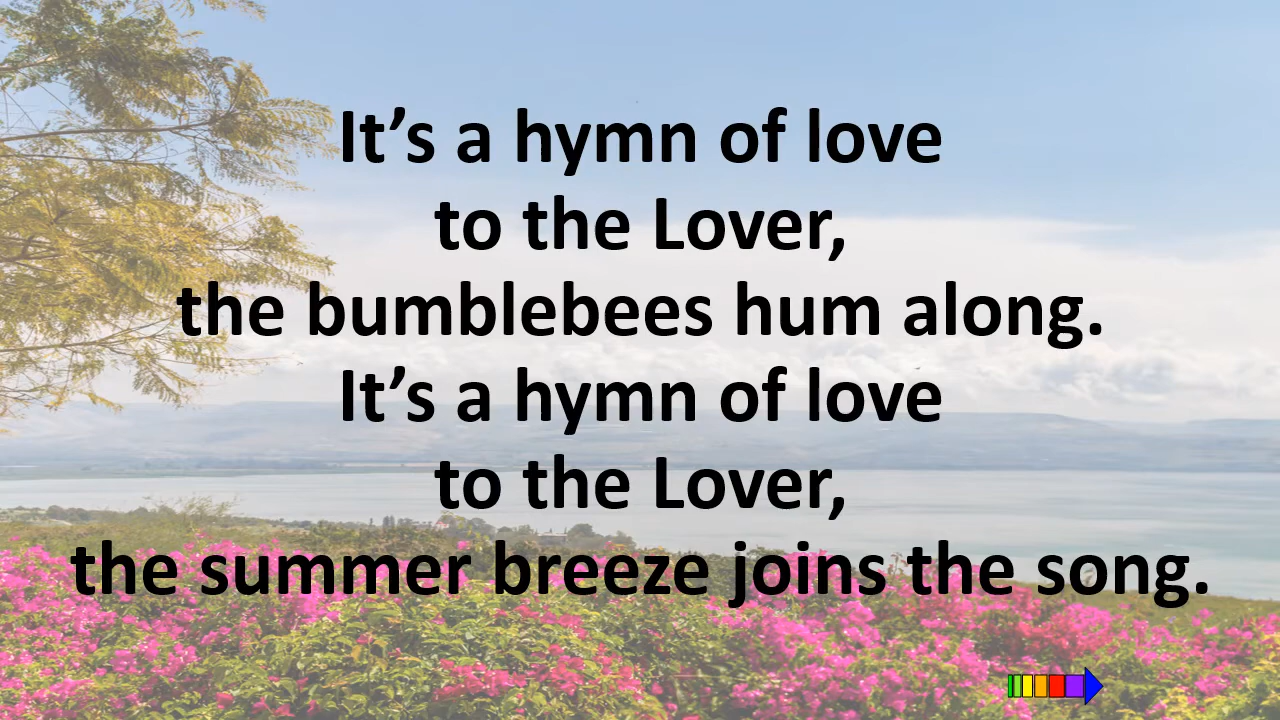 It’s a hymn of love
to the Lover,
the bumblebees hum along.
It’s a hymn of love
to the Lover,
the summer breeze joins the song.